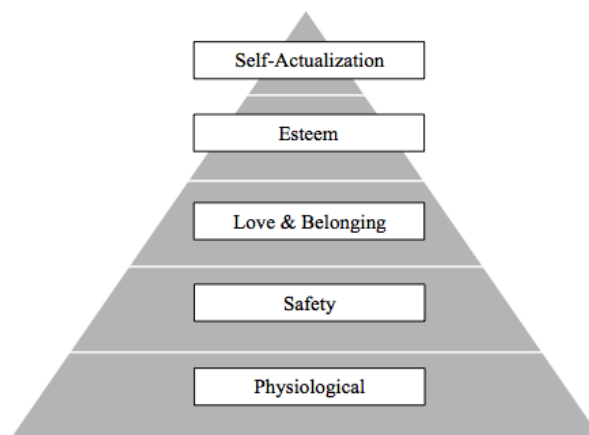 Self-Actualization
Esteem
Love & Belonging
Safety
Physiological